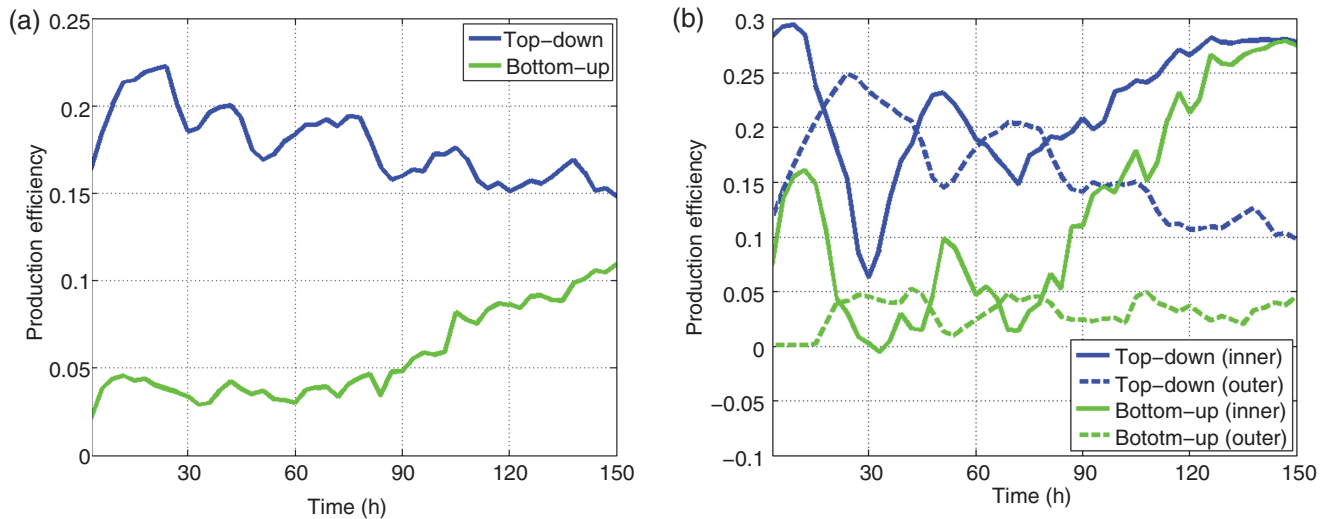 (a)
0.25
0.2
0.15
0.1
0.05
0
Production efficiency
30
60
90
120
150
Time (h)
Top−down
Bottom−up
(b)
0.3
0.25
0.2
0.15
0.1
0.05
0
−0.05
−0.1
Production efficiency
30
60
90
120
150
Time (h)
Top−down (inner)
Top−down (outer)
Bottom−up (inner)
Bototm−up (outer)